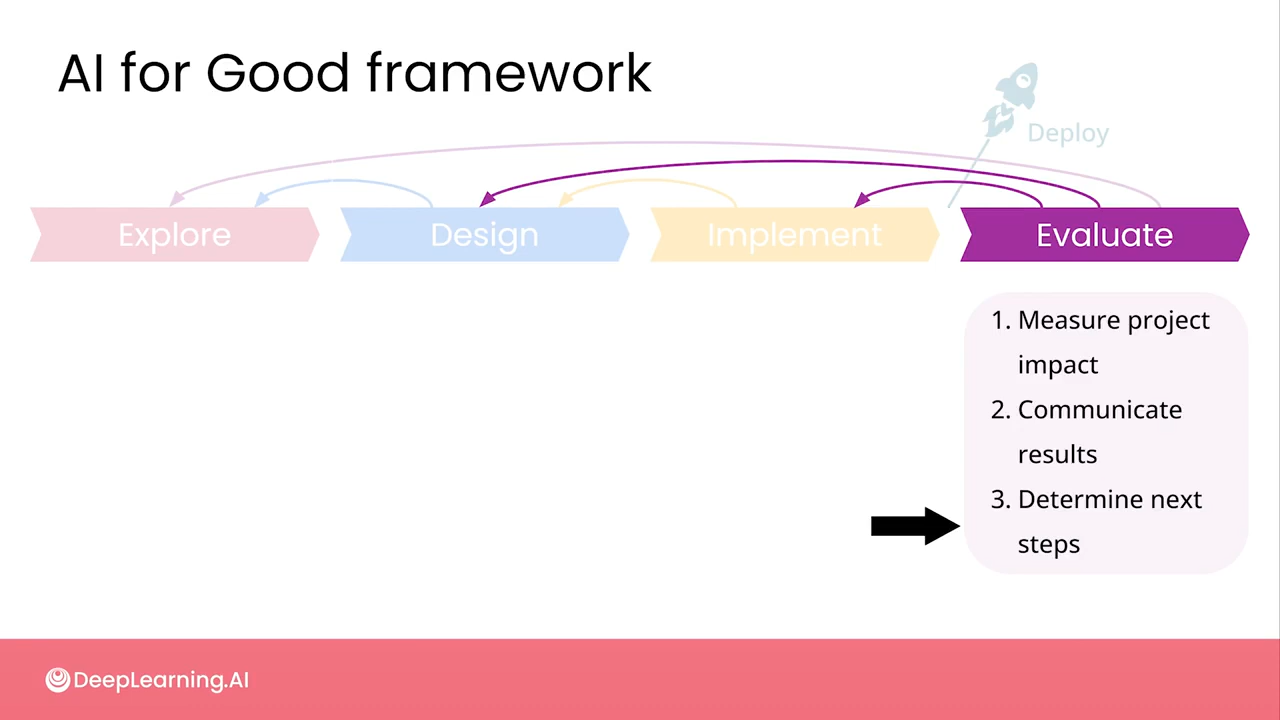 AI for Good framework
Deploy
Explore
Design
Implement
Evaluate
1. Measure project
impact
2. Communicate
results
3. Determine next
steps
DeepLearning.AI